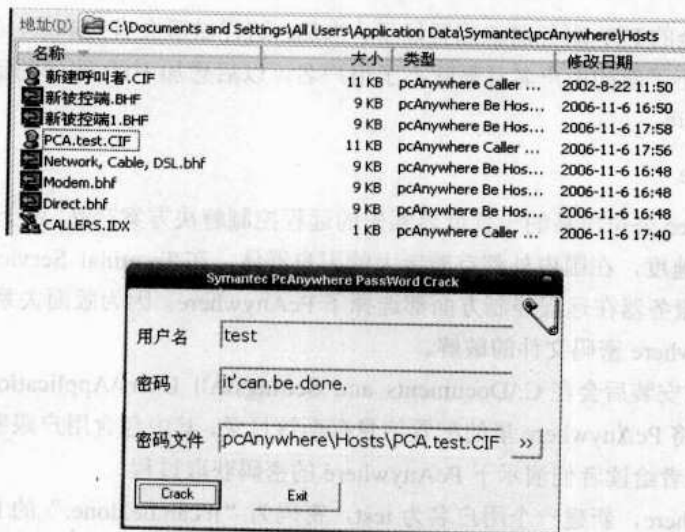 地址(D) C:\Documents and Settings\All Users\Application Data\Symantec\pcAnywhere\Hosts
名称 大小 类型 修改日期
新建呼叫者.CIF 11 KB pcAnywhere Caller ... 2002-8-22 11:50
新被控端.BHF 9 KB pcAnywhere Be Hos... 2006-11-6 16:50
新被控端1.BHF 9 KB pcAnywhere Be Hos... 2006-11-6 17:58
PCA.test.CIF 11 KB pcAnywhere Caller ... 2006-11-6 17:56
Network, Cable, DSL.bhf 9 KB pcAnywhere Be Hos... 2006-11-6 16:48
Modem.bhf 9 KB pcAnywhere Be Hos... 2006-11-6 16:48
Direct.bhf 9 KB pcAnywhere Be Hos... 2006-11-6 16:48
CALLERS.IDX 1 KB pcAnywhere Caller ... 2006-11-6 17:40
Symantec PcAnywhere PassWord Crack
用户名 test
密码 it'can.be.done.
密码文件 pcAnywhere\Hosts\PCA.test.CIF >>
Crack Exit